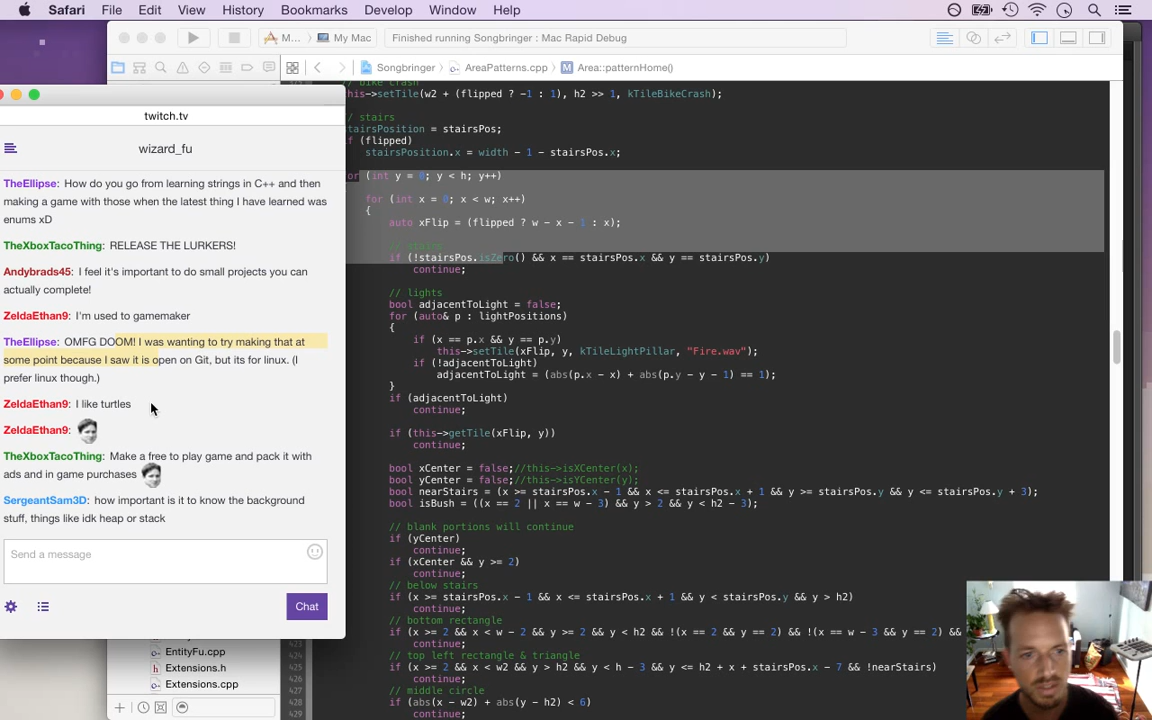 Safari File Edit View History Bookmarks Develop Window Help
M... My Mac
Finished running Songbringer : Mac Rapid Debug
Songbringer AreaPatterns.cpp M Area::patternHome()
twitch.tv
wizard_fu
TheEllipse: How do you go from learning strings in C++ and then
making a game with those when the latest thing I have learned was
enums xD
TheXboxTacoThing: RELEASE THE LURKERS!
Andybrads45: I feel it's important to do small projects you can
actually complete!
ZeldaEthan9: I'm used to gamemaker
TheEllipse: OMFG DOOM! I was wanting to try making that at
some point because I saw it is open on Git, but its for linux. (I
prefer linux though.)
ZeldaEthan9: I like turtles
ZeldaEthan9:
TheXboxTacoThing: Make a free to play game and pack it with
ads and in game purchases
SergeantSam3D: how important is it to know the background
stuff, things like idk heap or stack
Send a message
Chat
EntityFu.cpp
Extensions.h
Extensions.cpp
// bike crash
this->setTile(w2 + (flipped ? -1 : 1), h2 >> 1, kTileBikeCrash);
// stairs
stairsPosition = stairsPos;
if (flipped)
stairsPosition.x = width - 1 - stairsPos.x;
for (int y = 0; y < h; y++)
for (int x = 0; x < w; x++)
{
auto xFlip = (flipped ? w - x - 1 : x);
// stairs
if (!stairsPos.isZero() && x == stairsPos.x && y == stairsPos.y)
continue;
// lights
bool adjacentToLight = false;
for (auto& p : lightPositions)
{
if (x == p.x && y == p.y)
this->setTile(xFlip, y, kTileLightPillar, "Fire.wav");
if (!adjacentToLight)
adjacentToLight = (abs(p.x - x) + abs(p.y - y - 1) == 1);
}
if (adjacentToLight)
continue;
if (this->getTile(xFlip, y))
continue;
bool xCenter = false;//this->isXCenter(x);
bool yCenter = false;//this->isYCenter(y);
bool nearStairs = (x >= stairsPos.x - 1 && x <= stairsPos.x + 1 && y >= stairsPos.y && y <= stairsPos.y + 3);
bool isBush = ((x == 2 || x == w - 3) && y > 2 && y < h - 3);
// blank portions will continue
if (yCenter)
continue;
if (xCenter && y >= 2)
continue;
// below stairs
if (x >= stairsPos.x - 1 && x <= stairsPos.x + 1 && y < stairsPos.y && y > h2)
continue;
// bottom rectangle
if (x >= 2 && x < w - 2 && y >= 2 && y < h2 && !(x == 2 && y == 2) && !(x == w - 3 && y == 2) &&
continue;
// top left rectangle & triangle
if (x >= 2 && x < w2 && y > h2 && y < h - 3 && y <= h2 + x + stairsPos.x - 7 && !nearStairs)
continue;
// middle circle
if (abs(x - w2) + abs(y - h2) < 6)
continue;
423
424
425
426
427
428
429